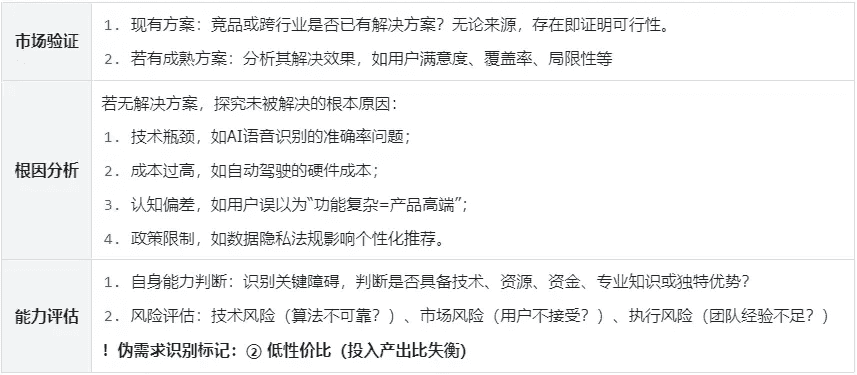 市场验证
1. 现有方案：竞品或跨行业是否已有解决方案？无论来源，存在即证明可行性。
2. 若有成熟方案：分析其解决效果，如用户满意度、覆盖率、局限性等
根因分析
若无解决方案，探究未被解决的根本原因：
1. 技术瓶颈，如AI语音识别的准确率问题；
2. 成本过高，如自动驾驶的硬件成本；
3. 认知偏差，如用户误以为“功能复杂=产品高端”；
4. 政策限制，如数据隐私法规影响个性化推荐。
能力评估
1. 自身能力判断：识别关键障碍，判断是否具备技术、资源、资金、专业知识或独特优势？
2. 风险评估：技术风险（算法不可靠？）、市场风险（用户不接受？）、执行风险（团队经验不足？）
！伪需求识别标记：② 低性价比（投入产出比失衡）